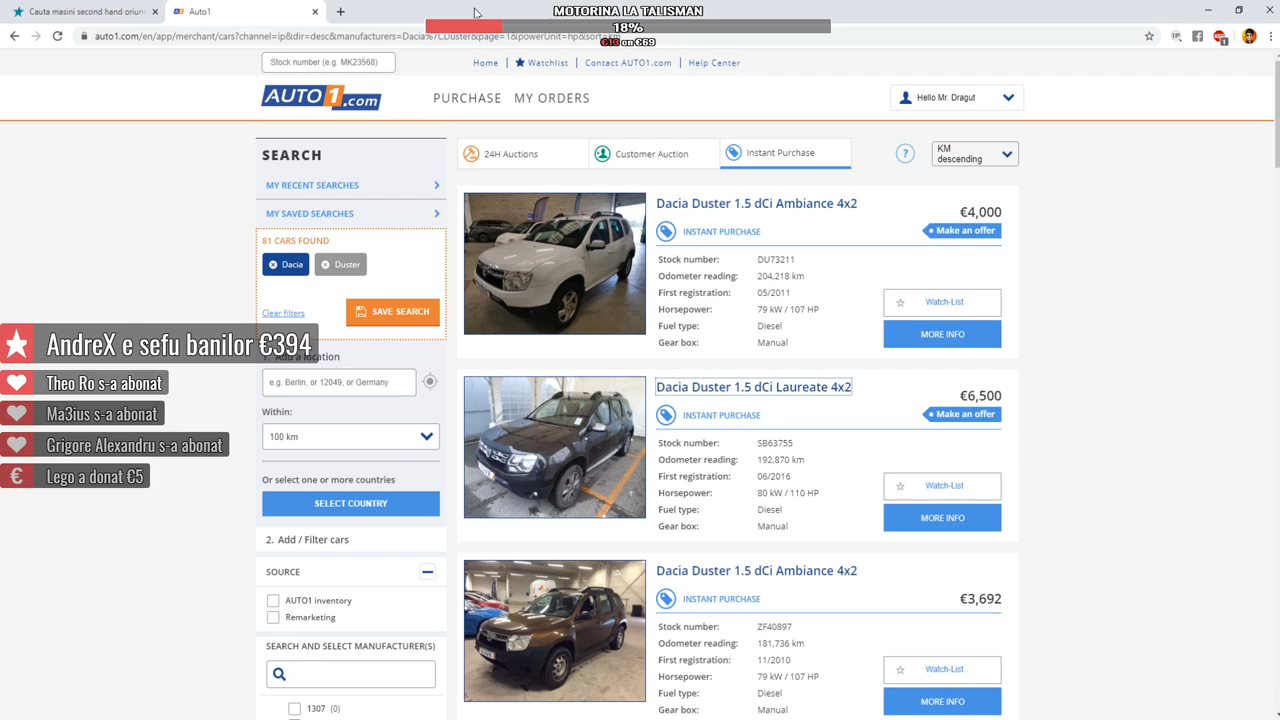 Cauta masini second hand oriun
Auto1
MOTORINA LA TALISMAN
18%
€13 on €69
auto1.com/en/app/merchant/cars?channel=ip&dir=desc&manufacturers=Dacia%7CDuster&page=1&powerUnit=hp&sort=km
Stock number (e.g. MK23568)
Home
Watchlist
Contact AUTO1.com
Help Center
AUTO1.com
PURCHASE
MY ORDERS
Hello Mr. Dragut
SEARCH
MY RECENT SEARCHES
MY SAVED SEARCHES
81 CARS FOUND
Dacia
Duster
Clear filters
SAVE SEARCH
AndreX e sefu banilor €394
Theo Ro s-a abonat
Ma3ius s-a abonat
Grigore Alexandru s-a abonat
Lego a donat €5
Add a location
e.g. Berlin, or 12049, or Germany
Within:
100 km
Or select one or more countries
SELECT COUNTRY
2. Add / Filter cars
SOURCE
AUTO1 inventory
Remarketing
SEARCH AND SELECT MANUFACTURER(S)
1307 (0)
24H Auctions
Customer Auction
Instant Purchase
?
KM descending
Dacia Duster 1.5 dCi Ambiance 4x2
€4,000
INSTANT PURCHASE
Make an offer
Stock number: DU73211
Odometer reading: 204,218 km
First registration: 05/2011
Horsepower: 79 kW / 107 HP
Fuel type: Diesel
Gear box: Manual
Watch-List
MORE INFO
Dacia Duster 1.5 dCi Laureate 4x2
€6,500
INSTANT PURCHASE
Make an offer
Stock number: SB63755
Odometer reading: 192,870 km
First registration: 06/2016
Horsepower: 80 kW / 110 HP
Fuel type: Diesel
Gear box: Manual
Watch-List
MORE INFO
Dacia Duster 1.5 dCi Ambiance 4x2
€3,692
INSTANT PURCHASE
Stock number: ZF40897
Odometer reading: 181,736 km
First registration: 11/2010
Horsepower: 79 kW / 107 HP
Fuel type: Diesel
Gear box: Manual
Watch-List
MORE INFO